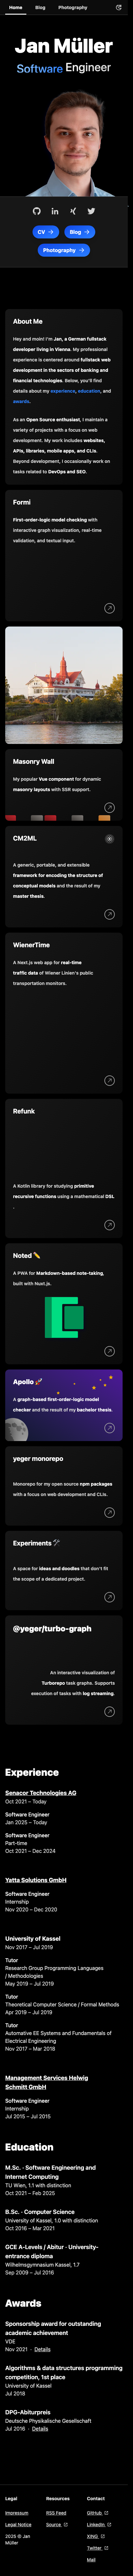 Home Blog Photography
Jan Müller
Software Engineer
CV
Blog
Photography
About Me
Hey and moin! I'm Jan, a German fullstack
developer living in Vienna. My professional
experience is centered around fullstack web
development in the sectors of banking and
financial technologies. Below, you'll find
details about my experience, education, and
awards.
As an Open Source enthusiast, I maintain a
variety of projects with a focus on web
development. My work includes websites,
APIs, libraries, mobile apps, and CLIs.
Beyond development, I occasionally work on
tasks related to DevOps and SEO.
Formi
First-order-logic model checking with
interactive graph visualization, real-time
validation, and textual input.
Masonry Wall
My popular Vue component for dynamic
masonry layouts with SSR support.
CM2ML
A generic, portable, and extensible
framework for encoding the structure of
conceptual models and the result of my
master thesis.
WienerTime
A Next.js web app for real-time
traffic data of Wiener Linien's public
transportation monitors.
Refunk
A Kotlin library for studying primitive
recursive functions using a mathematical DSL
.
Noted ✏️
A PWA for Markdown-based note-taking,
built with Nuxt.js.
Apollo 🚀
A graph-based first-order-logic model
checker and the result of my bachelor thesis.
yeger monorepo
Monorepo for my open source npm packages
with a focus on web development and CLIs.
Experiments 🛠
A space for ideas and doodles that don't fit
the scope of a dedicated project.
@yeger/turbo-graph
An interactive visualization of
Turborepo task graphs. Supports
execution of tasks with log streaming.
Experience
Senacor Technologies AG
Oct 2021 – Today
Software Engineer
Jan 2025 – Today
Software Engineer
Part-time
Oct 2021 – Dec 2024
Yatta Solutions GmbH
Software Engineer
Internship
Nov 2020 – Dec 2020
University of Kassel
Nov 2017 – Jul 2019
Tutor
Research Group Programming Languages
/ Methodologies
May 2019 – Jul 2019
Tutor
Theoretical Computer Science / Formal Methods
Apr 2019 – Jul 2019
Tutor
Automotive EE Systems and Fundamentals of
Electrical Engineering
Nov 2017 – Mar 2018
Management Services Helwig
Schmitt GmbH
Software Engineer
Internship
Jul 2015 – Jul 2015
Education
M.Sc. · Software Engineering and
Internet Computing
TU Wien, 1.1 with distinction
Oct 2021 – Feb 2025
B.Sc. · Computer Science
University of Kassel, 1.0 with distinction
Oct 2016 – Mar 2021
GCE A-Levels / Abitur · University-
entrance diploma
Wilhelmsgymnasium Kassel, 1.7
Sep 2009 – Jul 2016
Awards
Sponsorship award for outstanding
academic achievement
VDE
Nov 2021 · Details
Algorithms & data structures programming
competition, 1st place
University of Kassel
Jul 2018
DPG-Abiturpreis
Deutsche Physikalische Gesellschaft
Jul 2016 · Details
Legal
Impressum
Legal Notice
2025 © Jan
Müller
Resources
RSS Feed
Source
Contact
GitHub
LinkedIn
XING
Twitter
Mail